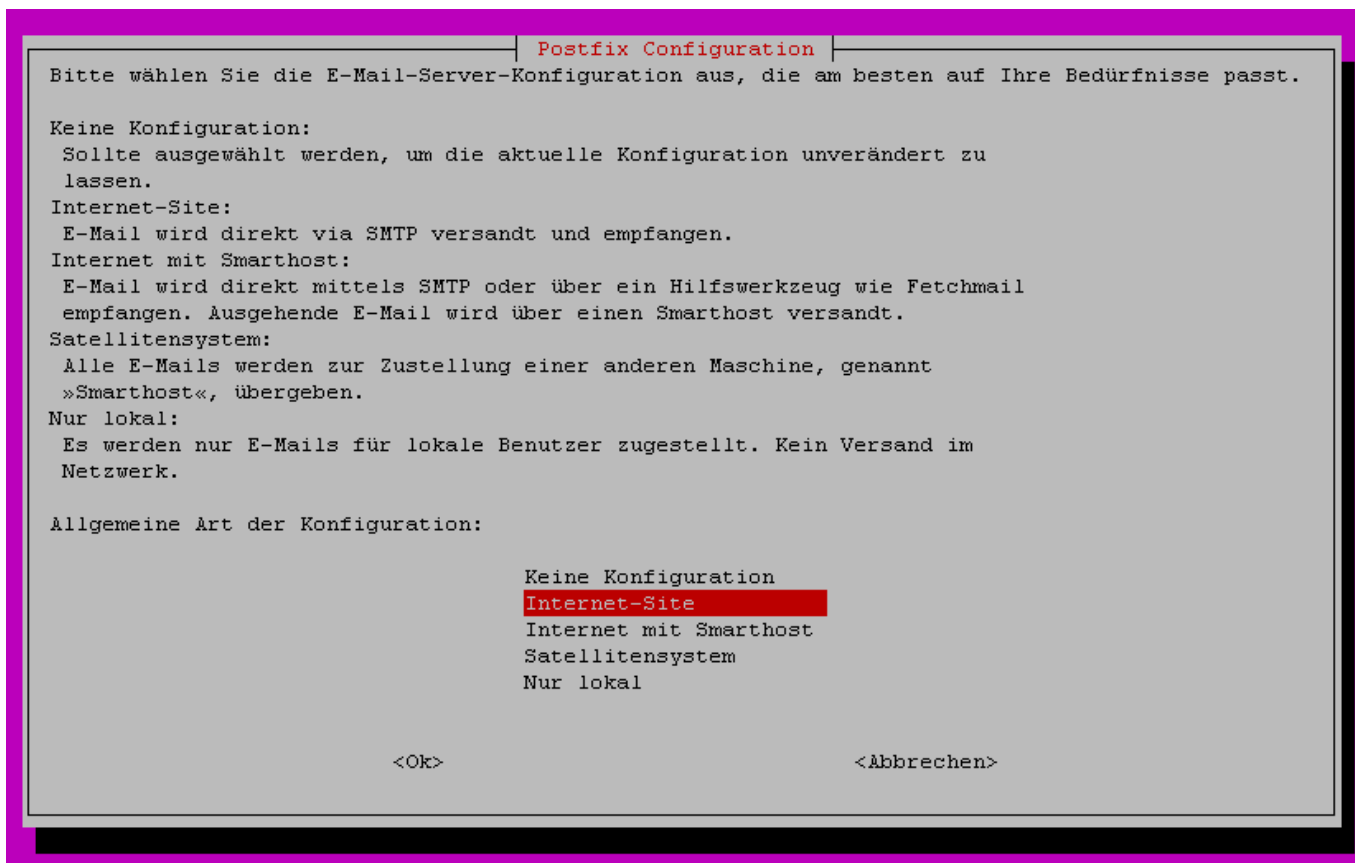 Postfix Configuration
Bitte wählen Sie die E-Mail-Server-Konfiguration aus, die am besten auf Ihre Bedürfnisse passt.
Keine Konfiguration:
Sollte ausgewählt werden, um die aktuelle Konfiguration unverändert zu
lassen.
Internet-Site:
E-Mail wird direkt via SMTP versandt und empfangen.
Internet mit Smarthost:
E-Mail wird direkt mittels SMTP oder über ein Hilfswerkzeug wie Fetchmail
empfangen. Ausgehende E-Mail wird über einen Smarthost versandt.
Satellitensystem:
Alle E-Mails werden zur Zustellung einer anderen Maschine, genannt
»Smarthost«, übergeben.
Nur lokal:
Es werden nur E-Mails für lokale Benutzer zugestellt. Kein Versand im
Netzwerk.
Allgemeine Art der Konfiguration:
Keine Konfiguration
Internet-Site
Internet mit Smarthost
Satellitensystem
Nur lokal
<Ok> <Abbrechen>